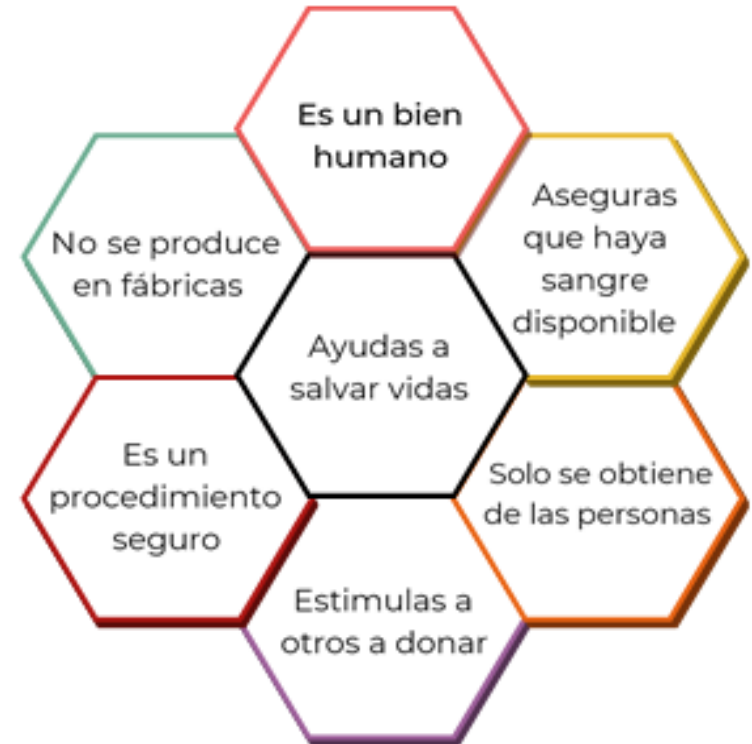 Es un bien
humano
Aseguras
que haya
sangre
disponible
No se produce
en fábricas
Ayudas a
salvar vidas
Es un
procedimiento
seguro
Solo se obtiene
de las personas
Estimulas a
otros a donar